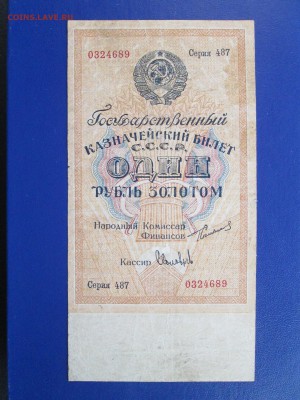 COINS.LAVE.RU
0324689 Серия 487
Государственный
КАЗНАЧЕЙСКИЙ БИЛЕТ
С.С.С.Р.
ОДИН
РУБЛЬ ЗОЛОТОМ
Народный Комиссар
Финансов
Кассир
Серия 487 0324689